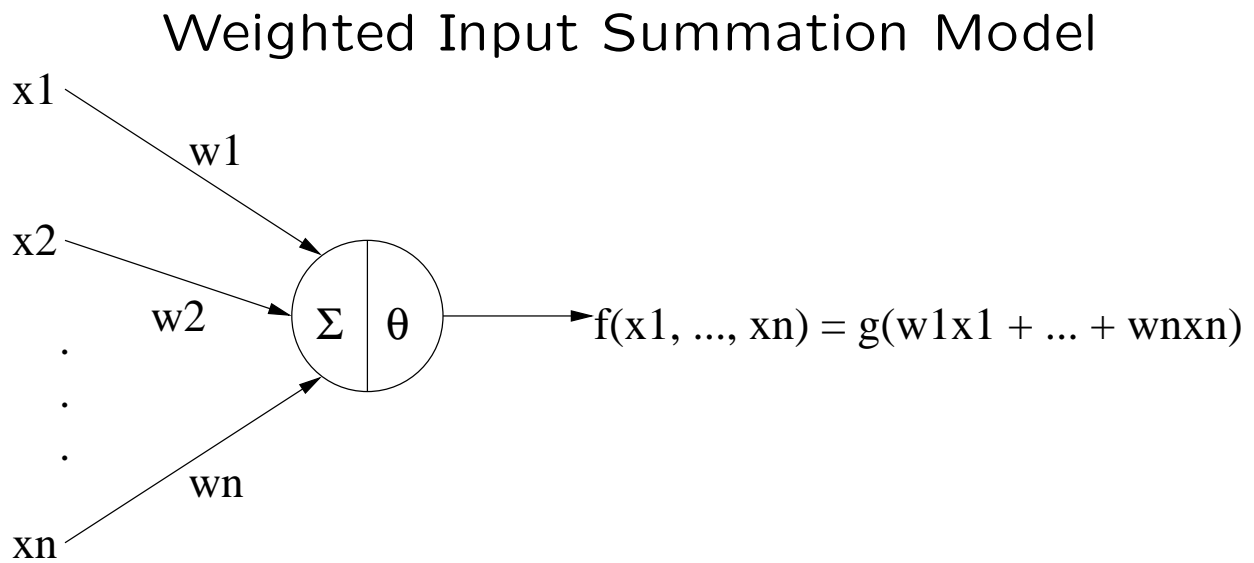 Weighted Input Summation Model
x1
w1
x2
w2
Σ θ
f(x1, ..., xn) = g(w1x1 + ... + wnxn)
.
.
.
wn
xn